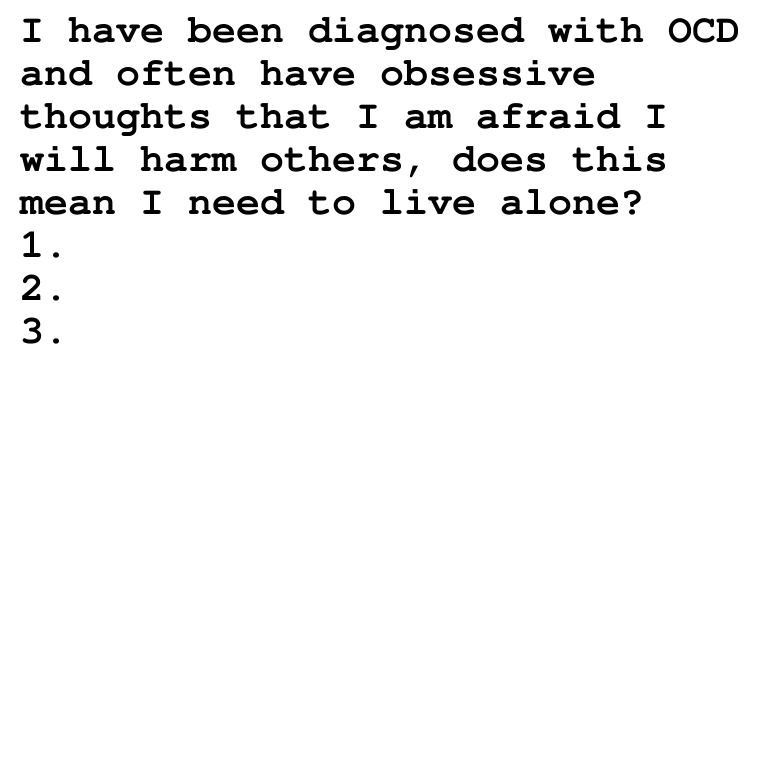 I have been diagnosed with OCD
and often have obsessive
thoughts that I am afraid I
will harm others, does this
mean I need to live alone?
1.
2.
3.